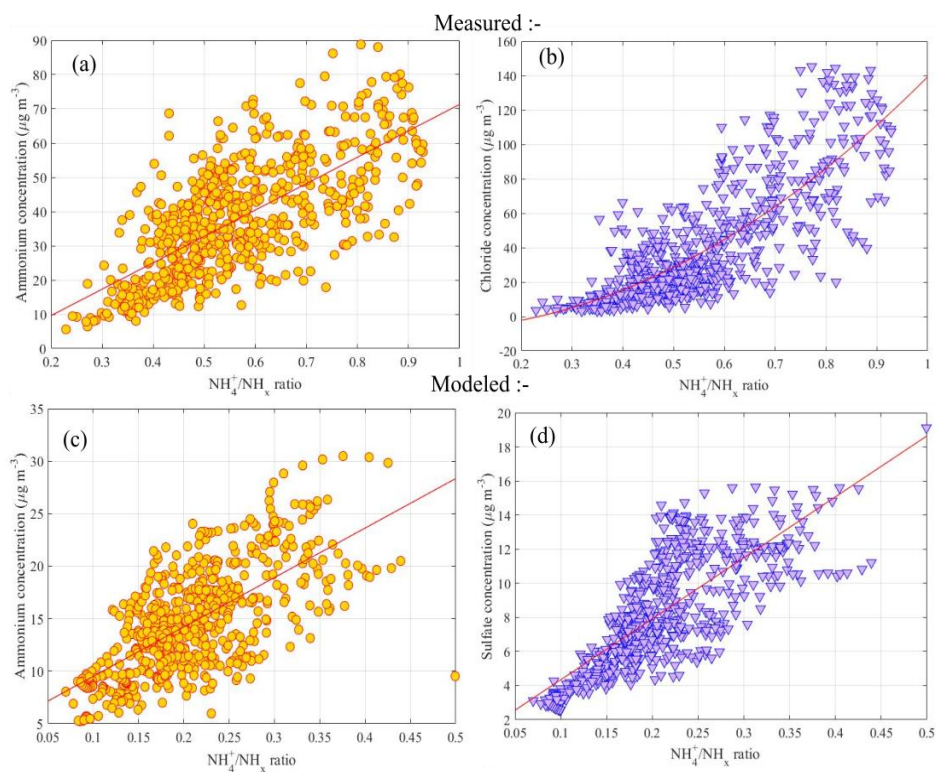 Measured :-
(a)
Ammonium concentration (μg m⁻³)
90
80
70
60
50
40
30
20
10
0
0.2 0.3 0.4 0.5 0.6 0.7 0.8 0.9 1
NH₄⁺/NHₓ ratio
(b)
Chloride concentration (μg m⁻³)
160
140
120
100
80
60
40
20
0
-20
0.2 0.3 0.4 0.5 0.6 0.7 0.8 0.9 1
NH₄⁺/NHₓ ratio
Modeled :-
(c)
Ammonium concentration (μg m⁻³)
35
30
25
20
15
10
5
0.05 0.1 0.15 0.2 0.25 0.3 0.35 0.4 0.45 0.5
NH₄⁺/NHₓ ratio
(d)
Sulfate concentration (μg m⁻³)
20
18
16
14
12
10
8
6
4
2
0.05 0.1 0.15 0.2 0.25 0.3 0.35 0.4 0.45 0.5
NH₄⁺/NHₓ ratio